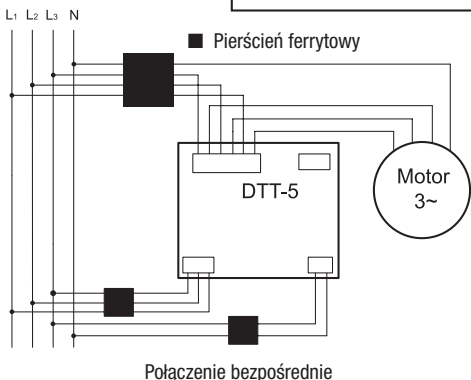 L₁ L₂ L₃ N
■ Pierścień ferrytowy
DTT-5
Motor
3~
Połączenie bezpośrednie